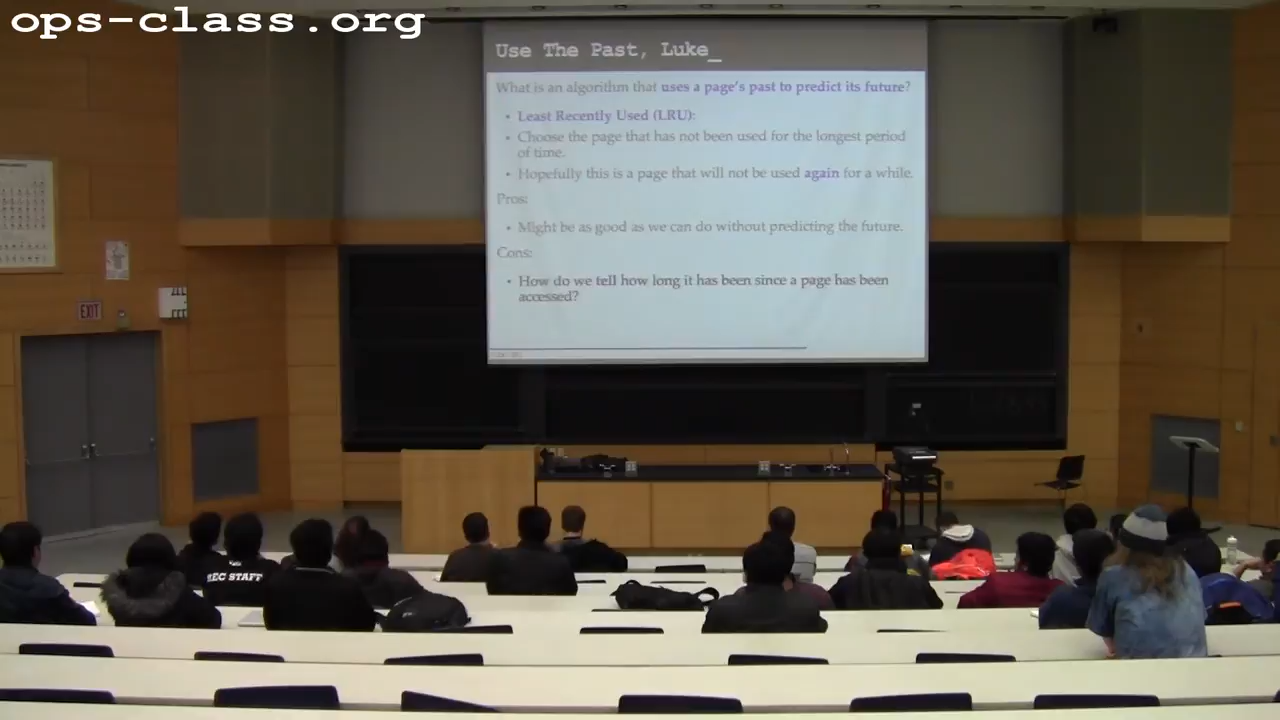 ops-class.org
Use The Past, Luke_
What is an algorithm that uses a page's past to predict its future?
• Least Recently Used (LRU):
• Choose the page that has not been used for the longest period
of time.
• Hopefully this is a page that will not be used again for a while.
Pros:
• Might be as good as we can do without predicting the future.
Cons:
• How do we tell how long it has been since a page has been
accessed?
EXIT
REC STAFF